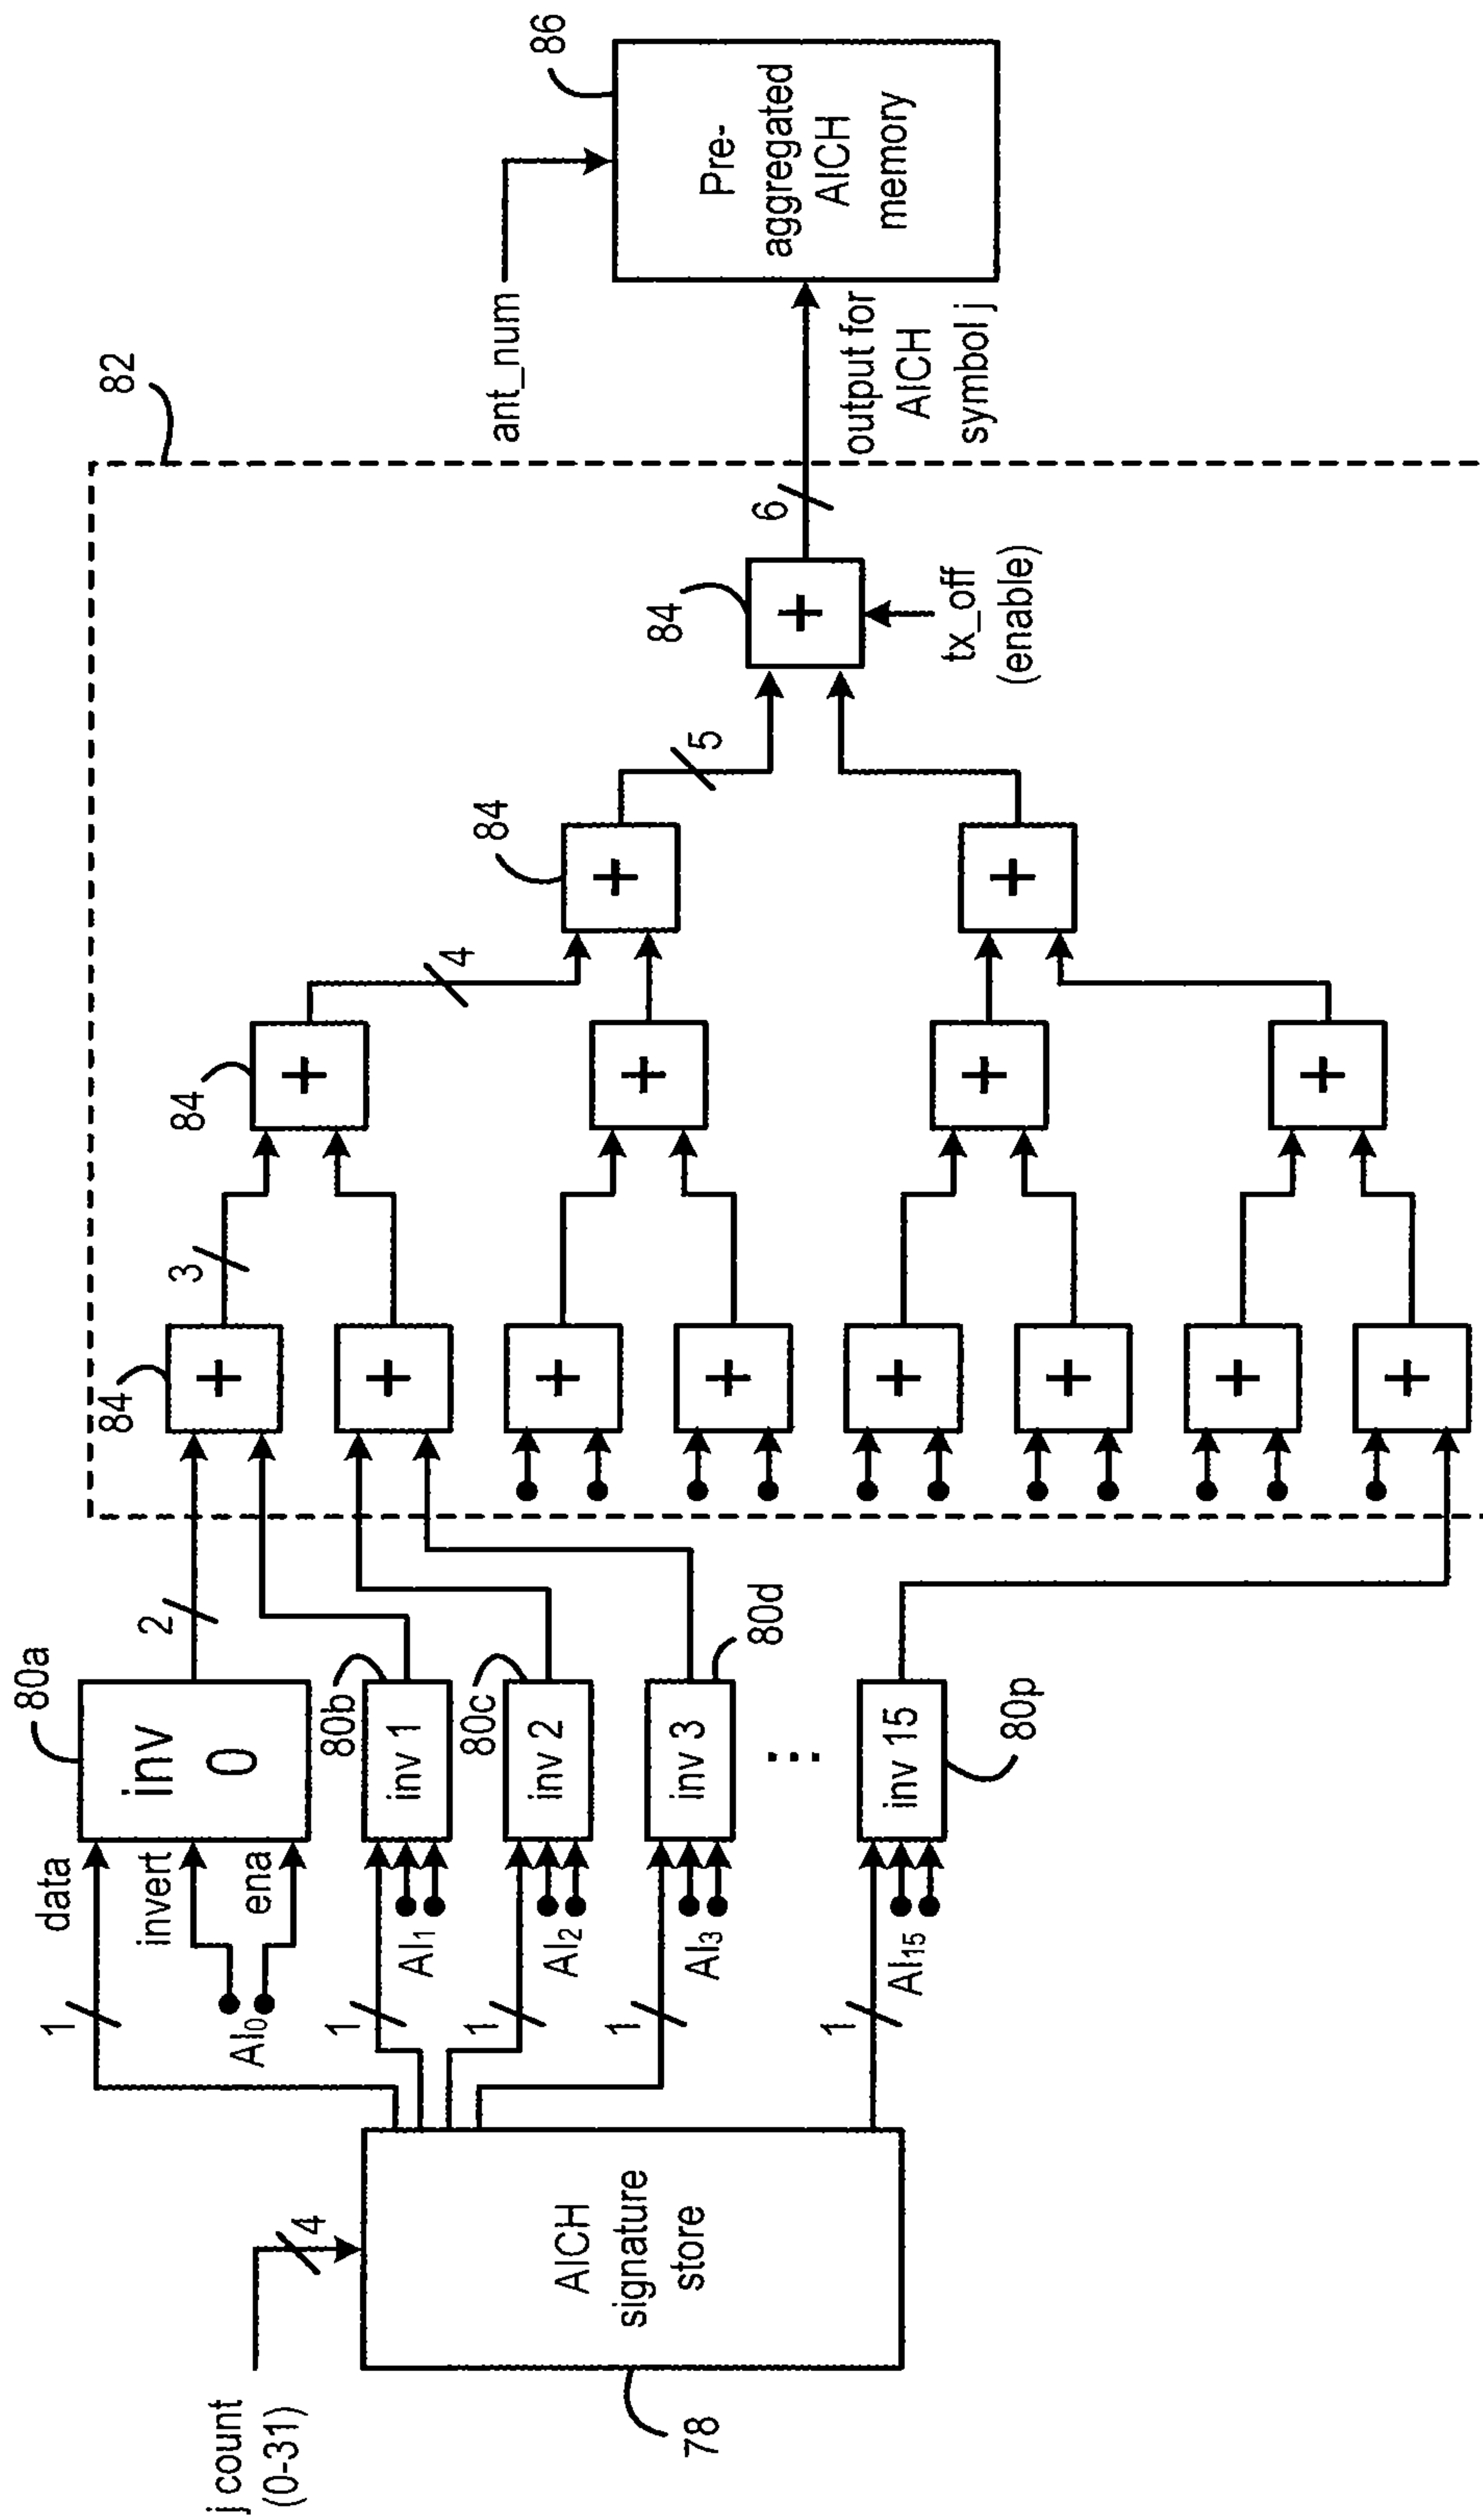 j count
(0-31)
4
78
AICH
signature
store
1
1
1
1
1
data
invert
ena
AI0
AI1
AI2
AI3
AI15
80a
inv
0
80b
inv 1
80c
inv 2
inv 3
80d
...
inv 15
80p
2
82
84
+
+
+
+
+
+
+
+
3
84
+
+
+
+
4
84
+
+
5
84
+
tx_off
(enable)
6
output for
AICH
symbol j
ant_num
86
Pre-
aggregated
AICH
memory